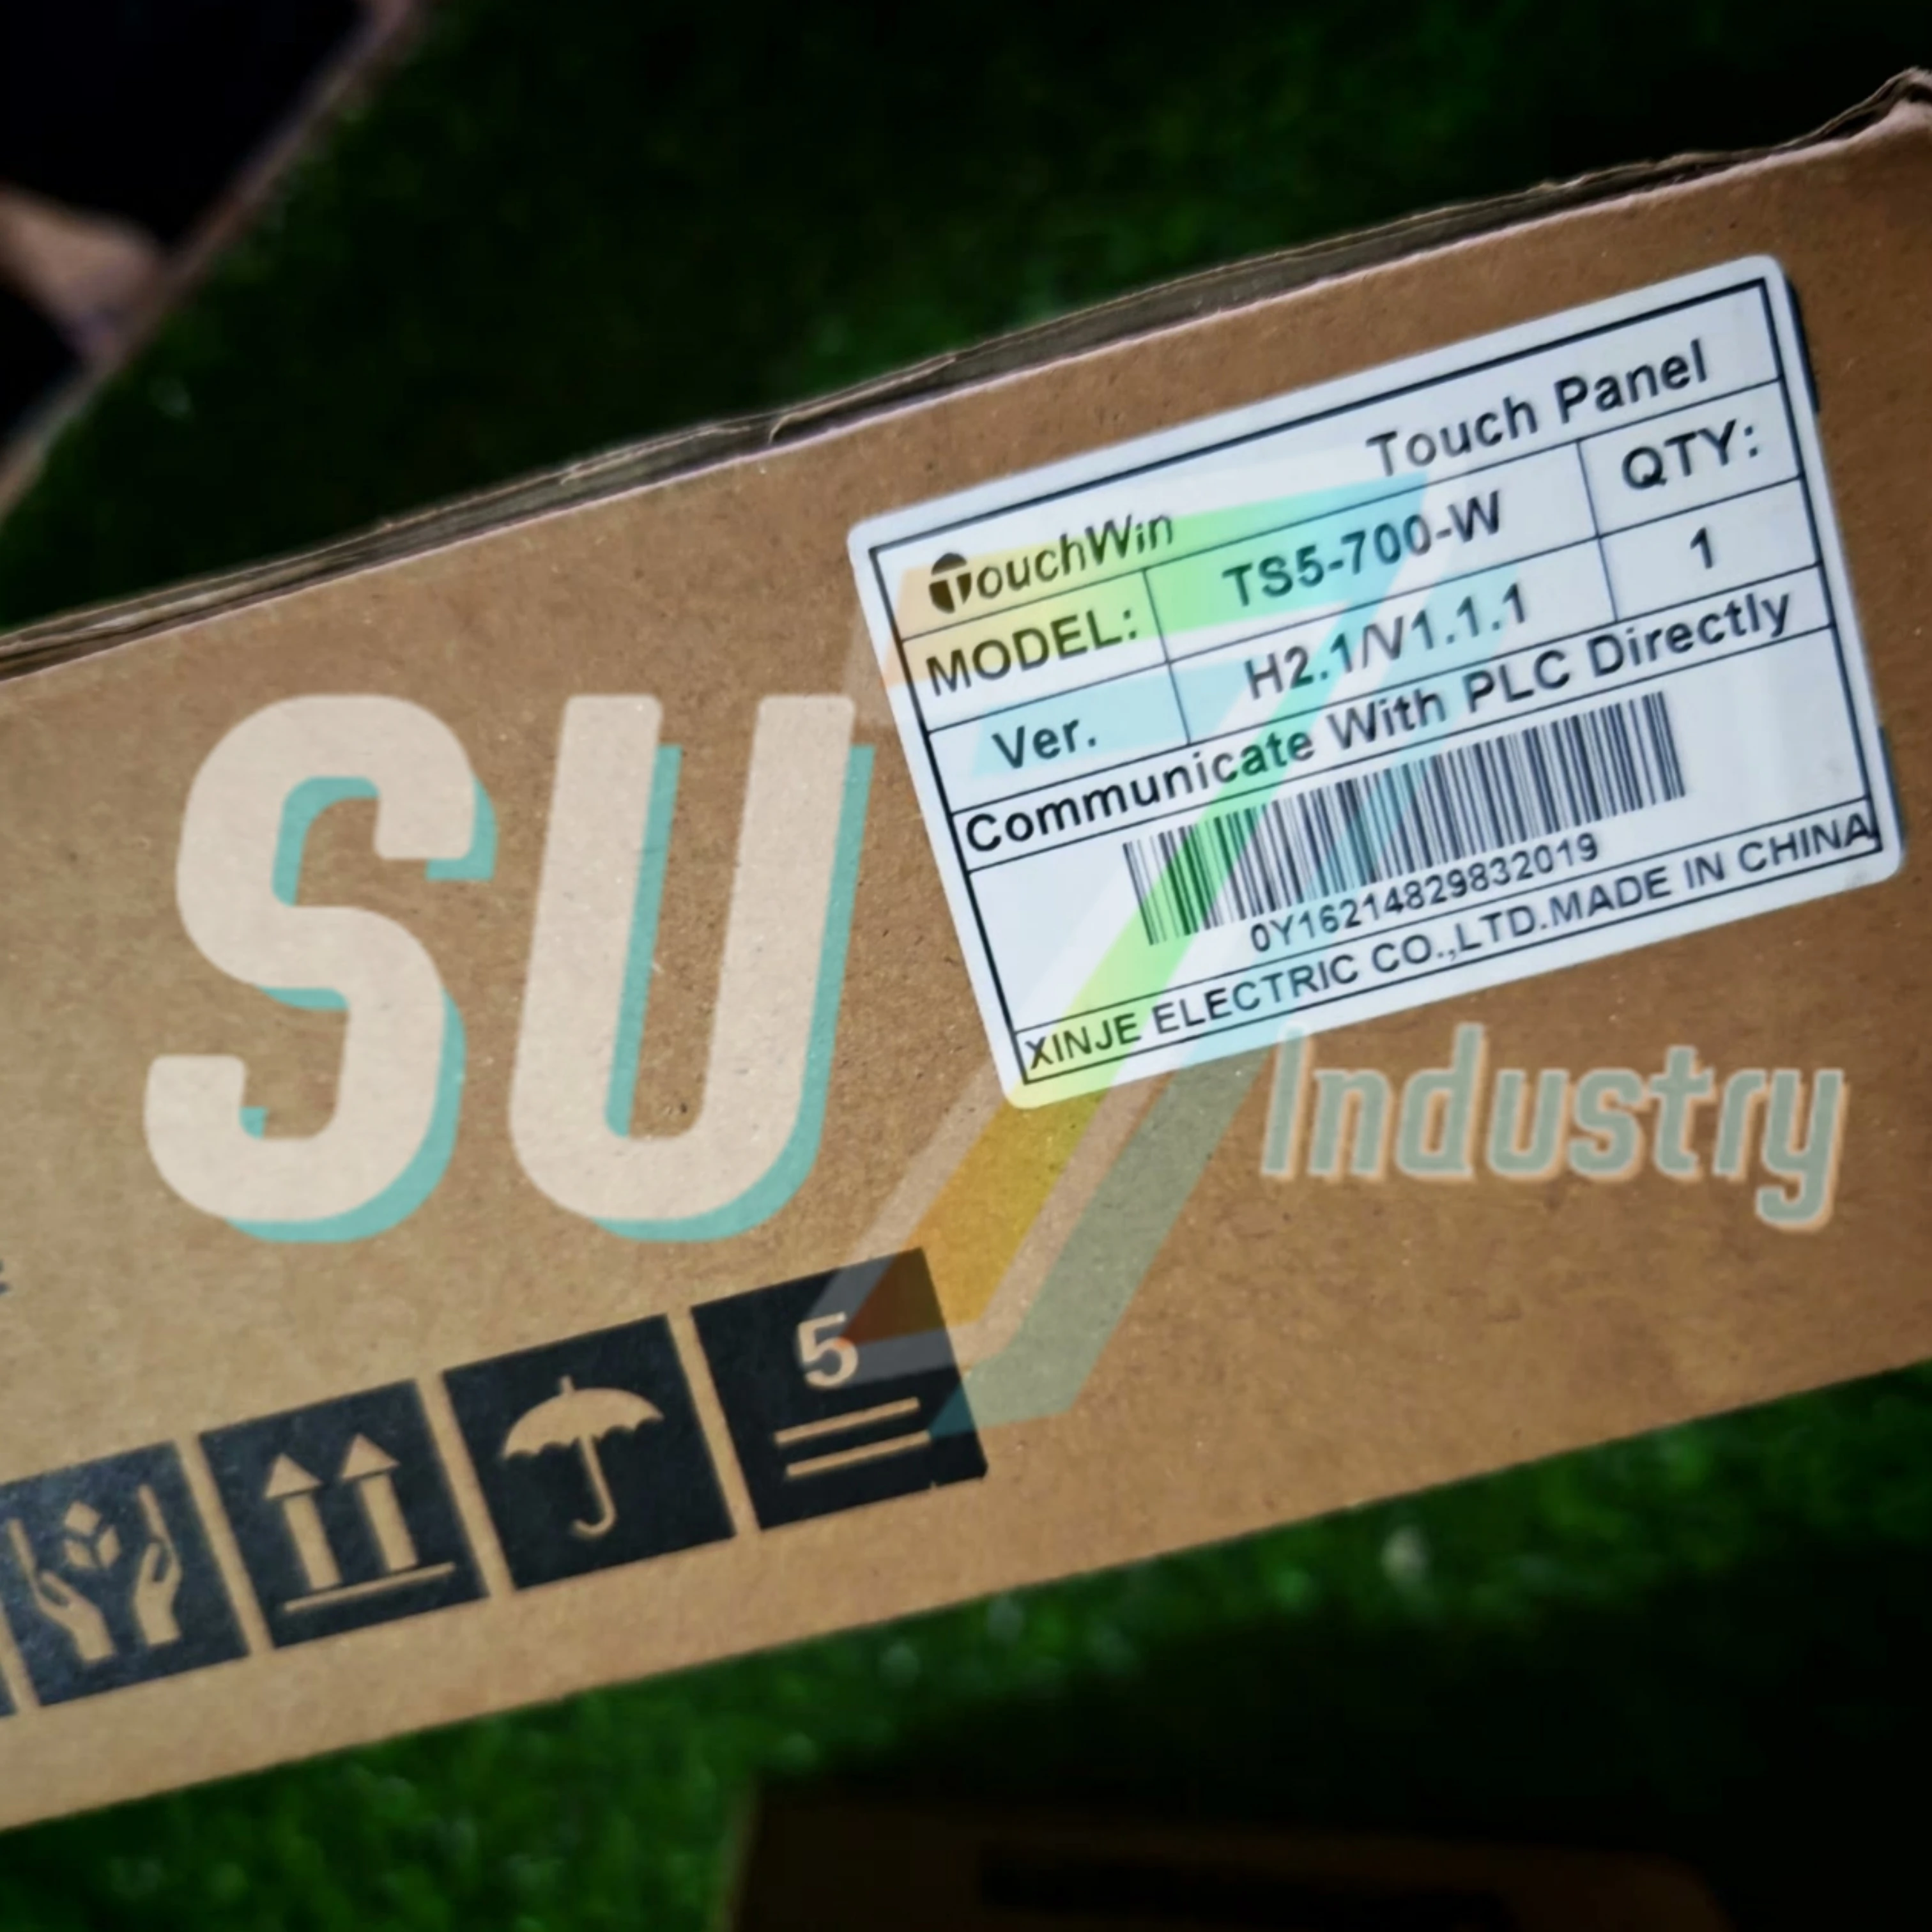 TouchWin Touch Panel
MODEL: TS5-700-W QTY:
Ver. H2.1/V1.1.1 1
Communicate With PLC Directly
0Y16214829832019
XINJE ELECTRIC CO.,LTD.MADE IN CHINA
SU7
Industry
5